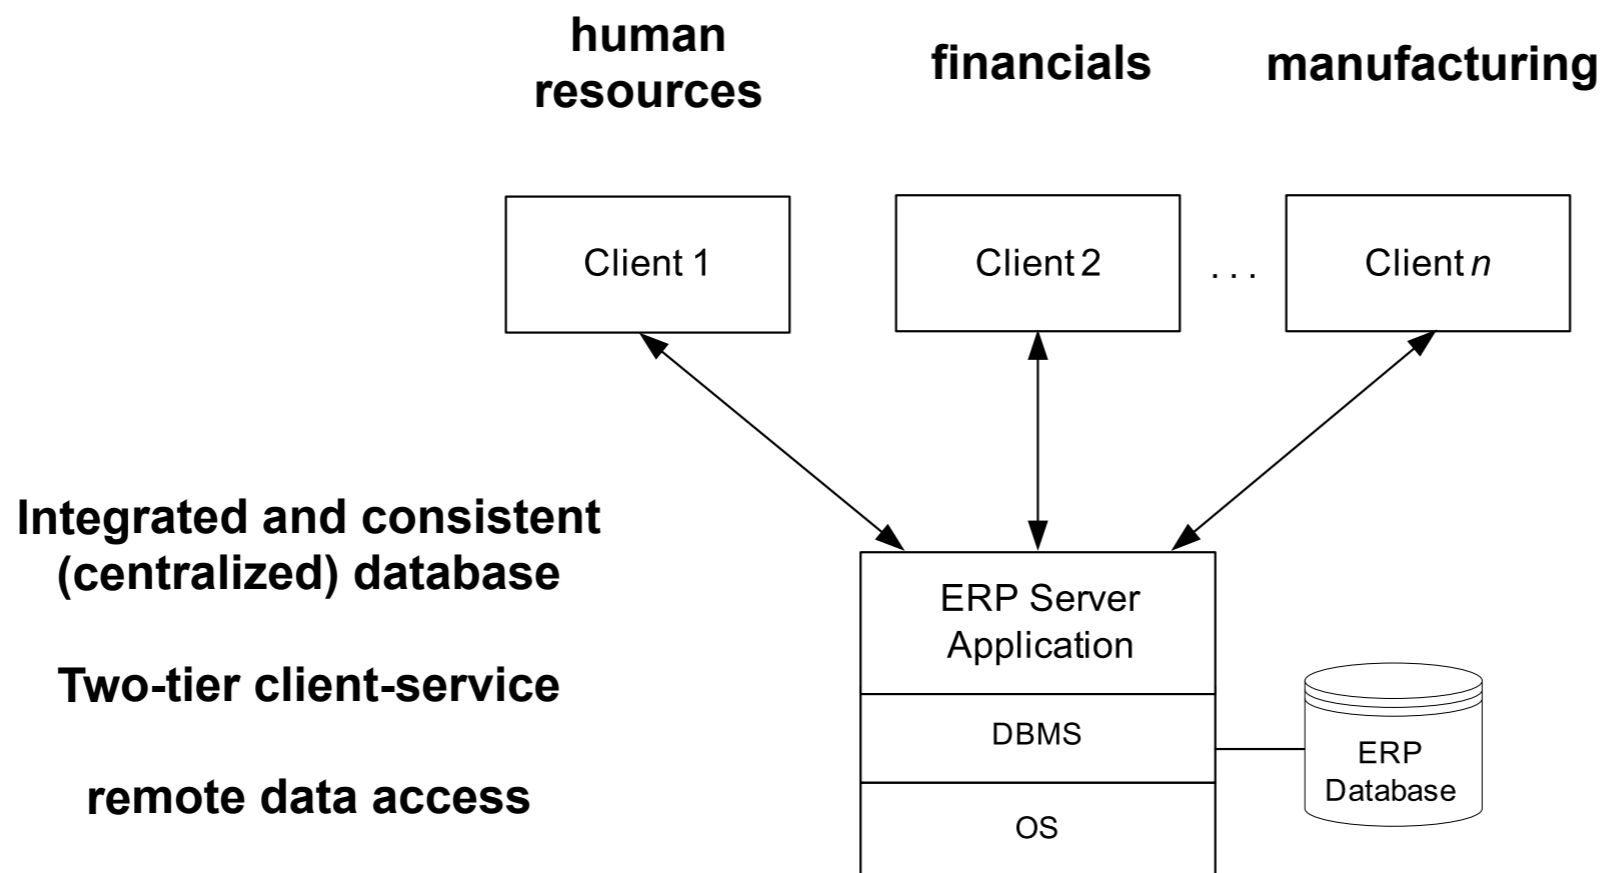 human
resources
financials
manufacturing
Client 1
Client 2
. . .
Client n
Integrated and consistent
(centralized) database
Two-tier client-service
remote data access
ERP Server
Application
DBMS
OS
ERP
Database